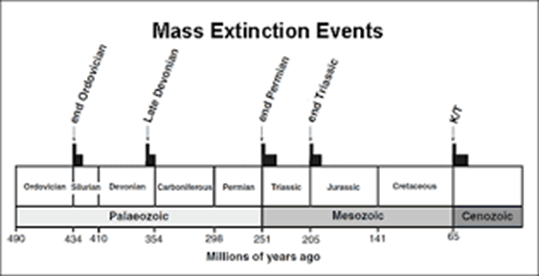 Mass Extinction Events
end Ordovician
Late Devonian
end Permian
end Triassic
K/T
Ordovician Silurian Devonian Carboniferous Permian Triassic Jurassic Cretaceous
Palaeozoic Mesozoic Cenozoic
490 434 410 354 298 251 205 141 65
Millions of years ago